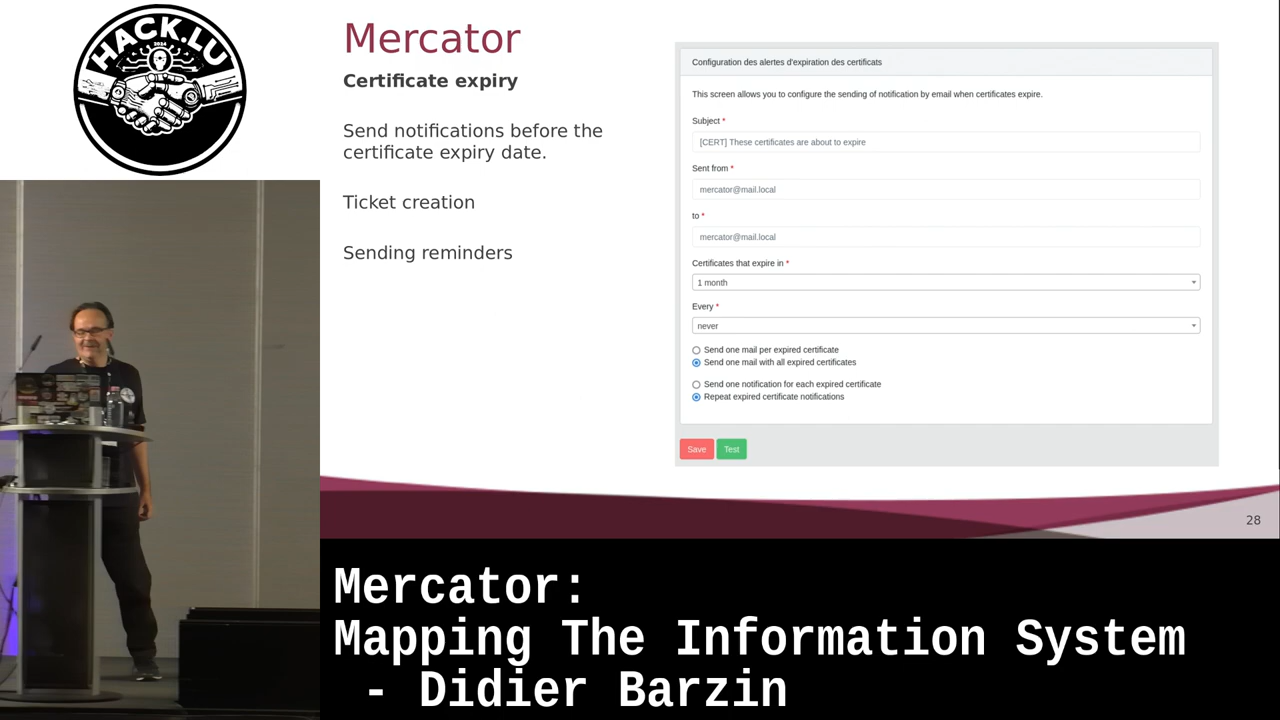 HACK.LU
2024
Mercator
Certificate expiry
Send notifications before the
certificate expiry date.
Ticket creation
Sending reminders
Configuration des alertes d'expiration des certificats
This screen allows you to configure the sending of notification by email when certificates expire.
Subject *
[CERT] These certificates are about to expire
Sent from *
mercator@mail.local
to *
mercator@mail.local
Certificates that expire in *
1 month
Every *
never
Send one mail per expired certificate
Send one mail with all expired certificates
Send one notification for each expired certificate
Repeat expired certificate notifications
Save Test
28
Mercator:
Mapping The Information System
- Didier Barzin